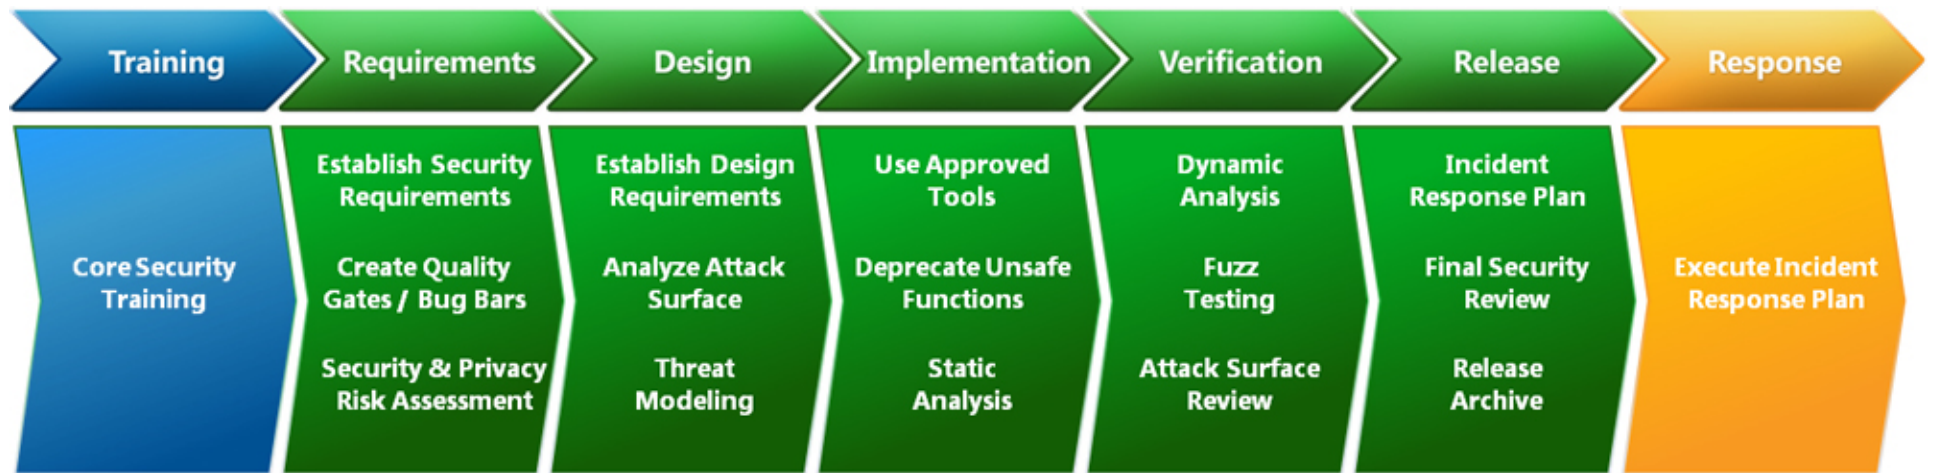 Training
Requirements
Design
Implementation
Verification
Release
Response
Core Security
Training
Establish Security
Requirements
Create Quality
Gates / Bug Bars
Security & Privacy
Risk Assessment
Establish Design
Requirements
Analyze Attack
Surface
Threat
Modeling
Use Approved
Tools
Deprecate Unsafe
Functions
Static
Analysis
Dynamic
Analysis
Fuzz
Testing
Attack Surface
Review
Incident
Response Plan
Final Security
Review
Release
Archive
Execute Incident
Response Plan